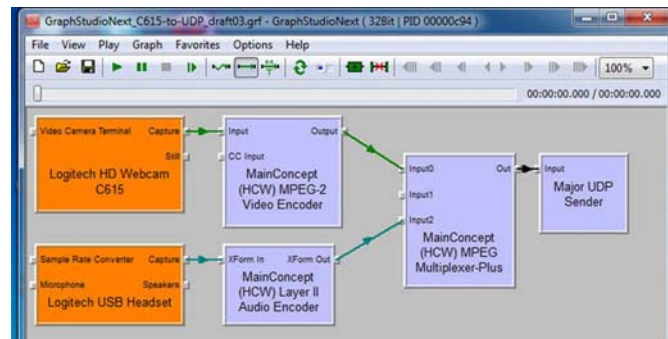 GraphStudioNext_C615-to-UDP_draft03.grf - GraphStudioNext ( 32Bit | PID 00000c94 )
File View Play Graph Favorites Options Help
100%
00:00:00.000 / 00:00:00.000
Video Camera Terminal Capture
Still
Logitech HD Webcam
C615
Input Output
CC Input
MainConcept
(HCW) MPEG-2
Video Encoder
Input0 Out
Input1
Input2
MainConcept
(HCW) MPEG
Multiplexer-Plus
Input
Major UDP
Sender
Sample Rate Converter Capture
Microphone Speakers
Logitech USB Headset
XForm In XForm Out
MainConcept
(HCW) Layer II
Audio Encoder